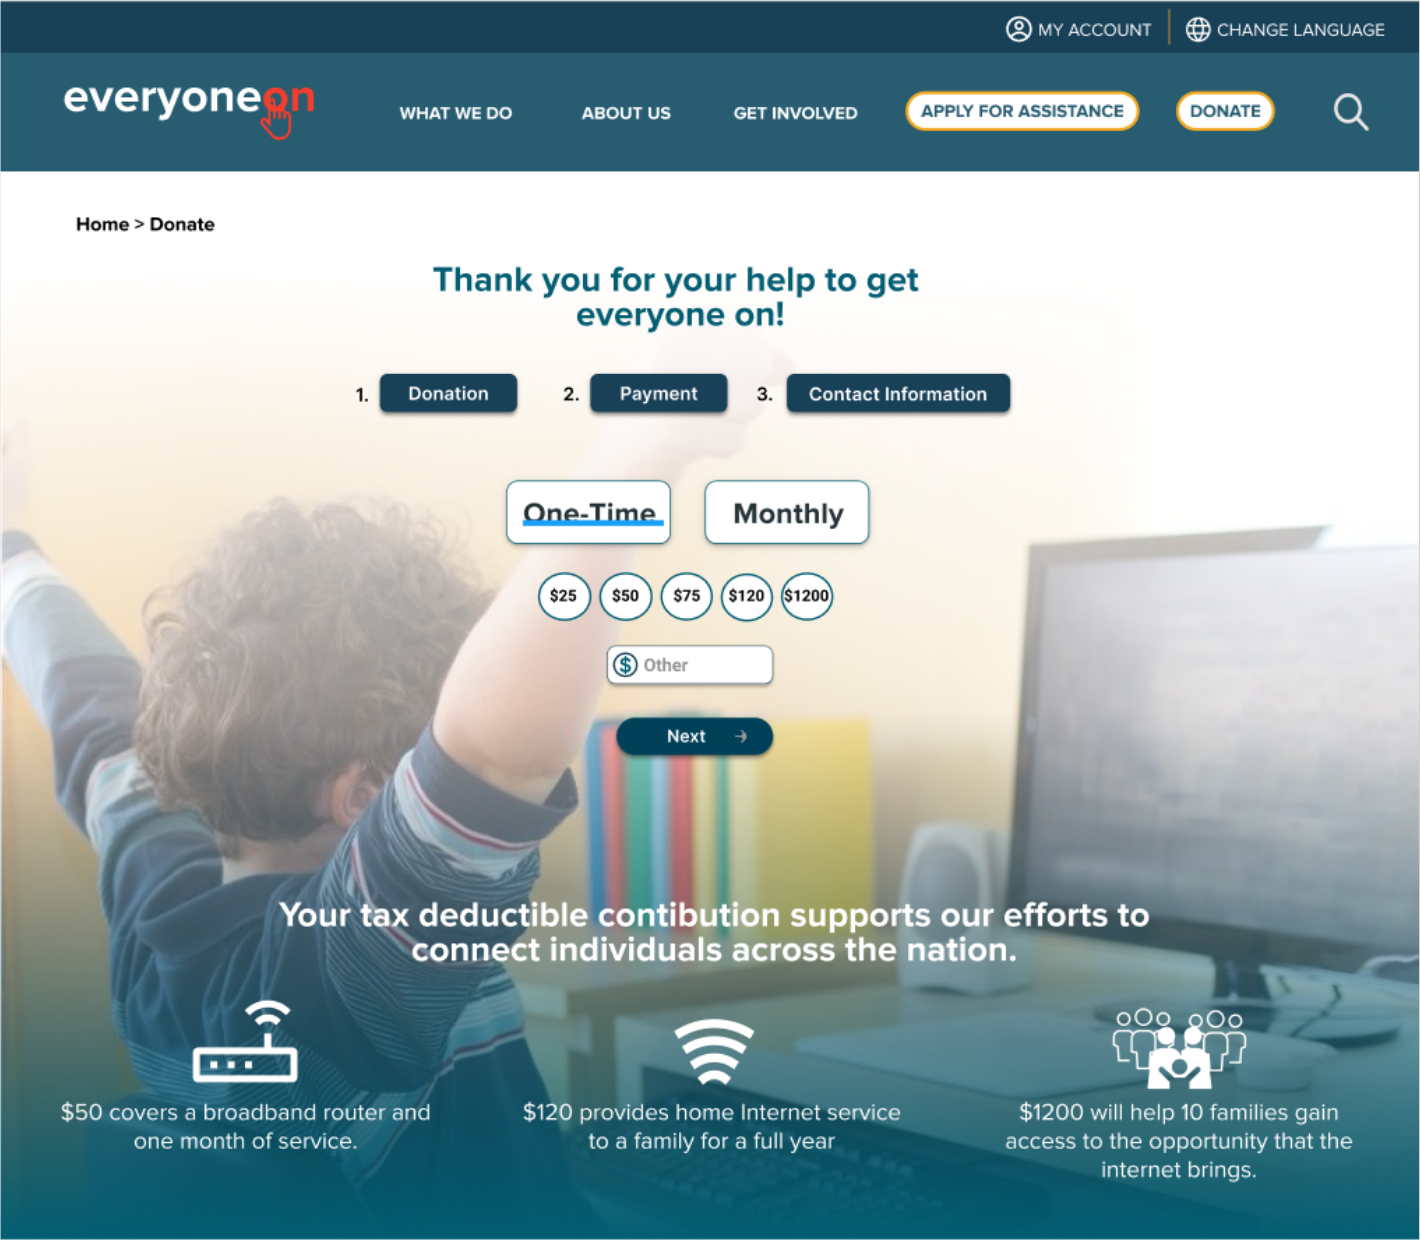 MY ACCOUNT
CHANGE LANGUAGE
everyoneon
WHAT WE DO
ABOUT US
GET INVOLVED
APPLY FOR ASSISTANCE
DONATE
Home > Donate
Thank you for your help to get
everyone on!
1. Donation
2. Payment
3. Contact Information
One-Time
Monthly
$25
$50
$75
$120
$1200
$ Other
Next →
Your tax deductible contibution supports our efforts to
connect individuals across the nation.
$50 covers a broadband router and
one month of service.
$120 provides home Internet service
to a family for a full year
$1200 will help 10 families gain
access to the opportunity that the
internet brings.